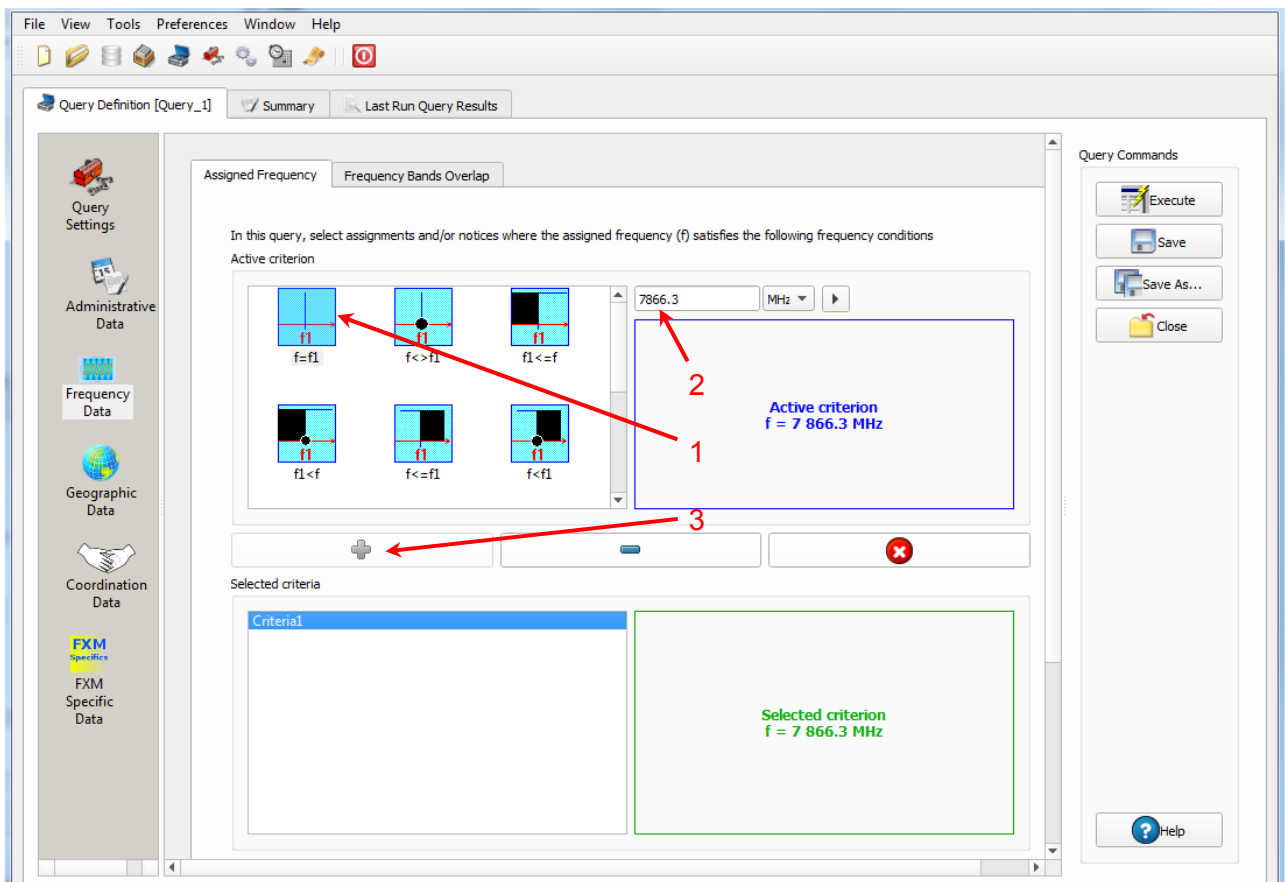 File View Tools Preferences Window Help
Query Definition [Query_1] Summary Last Run Query Results
Query
Settings
Administrative
Data
Frequency
Data
Geographic
Data
Coordination
Data
FXM
Specifics
FXM
Specific
Data
Assigned Frequency Frequency Bands Overlap
In this query, select assignments and/or notices where the assigned frequency (f) satisfies the following frequency conditions
Active criterion
f1 f1 f1
f=f1 f<>f1 f1<=f
f1 f1 f1
f1<f f<=f1 f<f1
7866.3 MHz
2
Active criterion
f = 7 866.3 MHz
1
3
Selected criteria
Criteria1
Selected criterion
f = 7 866.3 MHz
Query Commands
Execute
Save
Save As...
Close
Help